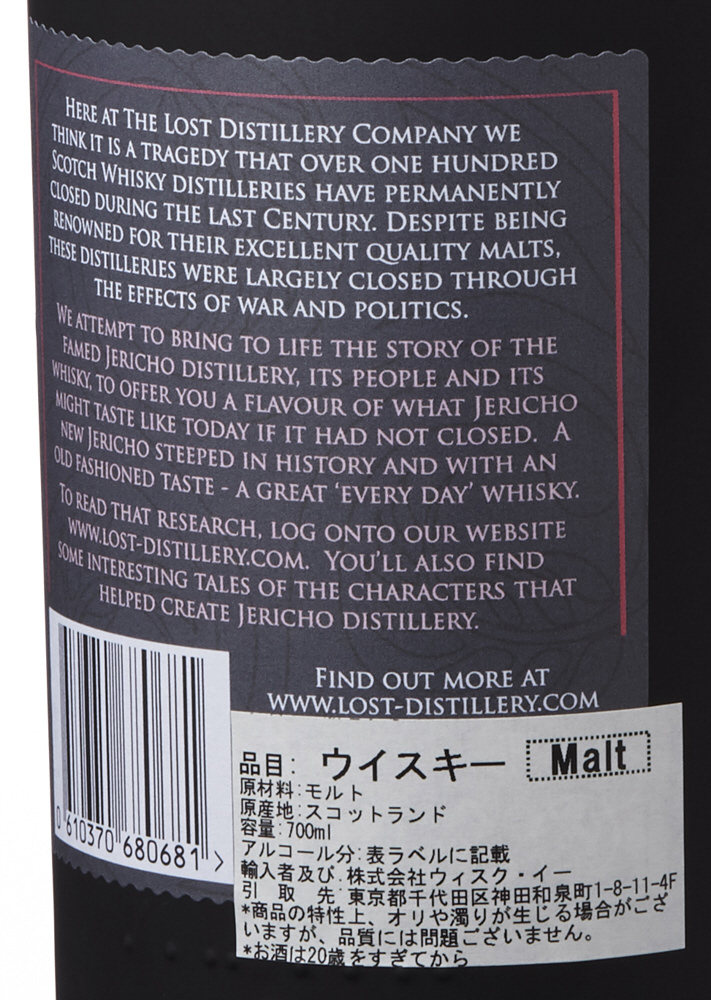 HERE AT THE LOST DISTILLERY COMPANY WE
THINK IT IS A TRAGEDY THAT OVER ONE HUNDRED
SCOTCH WHISKY DISTILLERIES HAVE PERMANENTLY
CLOSED DURING THE LAST CENTURY. DESPITE BEING
RENOWNED FOR THEIR EXCELLENT QUALITY MALTS,
THESE DISTILLERIES WERE LARGELY CLOSED THROUGH
THE EFFECTS OF WAR AND POLITICS.
WE ATTEMPT TO BRING TO LIFE THE STORY OF THE
FAMED JERICHO DISTILLERY, ITS PEOPLE AND ITS
WHISKY, TO OFFER YOU A FLAVOUR OF WHAT JERICHO
MIGHT TASTE LIKE TODAY IF IT HAD NOT CLOSED. A
NEW JERICHO STEEPED IN HISTORY AND WITH AN
OLD FASHIONED TASTE - A GREAT 'EVERY DAY' WHISKY.
TO READ THAT RESEARCH, LOG ONTO OUR WEBSITE
WWW.LOST-DISTILLERY.COM. YOU'LL ALSO FIND
SOME INTERESTING TALES OF THE CHARACTERS THAT
HELPED CREATE JERICHO DISTILLERY.
FIND OUT MORE AT
WWW.LOST-DISTILLERY.COM
0 610370 680681 >
品目: ウイスキー Malt
原材料:モルト
原産地:スコットランド
容量:700ml
アルコール分:表ラベルに記載
輸入者及び 株式会社ウィスク・イー
引 取 先:東京都千代田区神田和泉町1-8-11-4F
*商品の特性上、オリや濁りが生じる場合がござ
いますが、品質には問題ございません。
*お酒は20歳をすぎてから